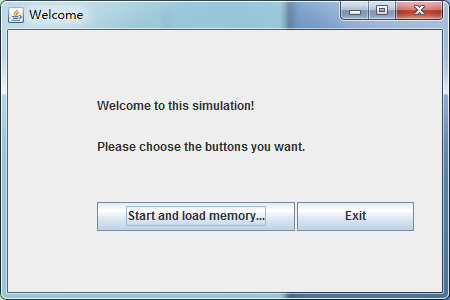 Welcome
Welcome to this simulation!
Please choose the buttons you want.
Start and load memory...
Exit